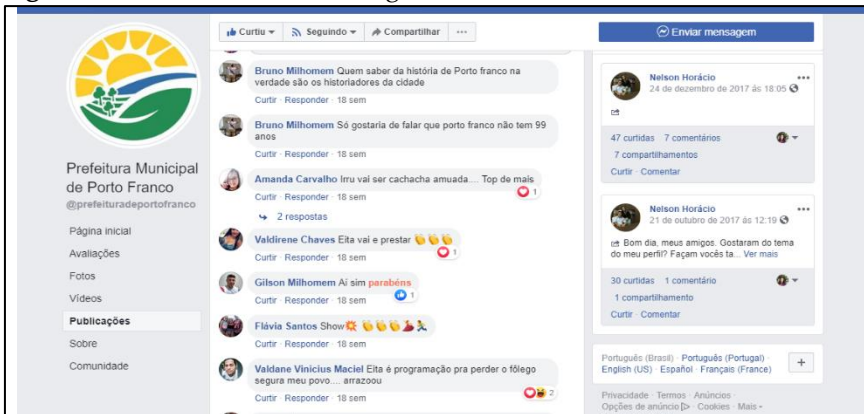 Curtiu Seguindo Compartilhar ...
Enviar mensagem
Prefeitura Municipal
de Porto Franco
@prefeituradeportofranco
Página inicial
Avaliações
Fotos
Vídeos
Publicações
Sobre
Comunidade
Bruno Milhomem Quem saber da história de Porto franco na
verdade são os historiadores da cidade
Curtir · Responder · 18 sem
Bruno Milhomem Só gostaria de falar que porto franco não tem 99
anos
Curtir · Responder · 18 sem
Amanda Carvalho Irru vai ser cachacha amuada.... Top de mais
1
Curtir · Responder · 18 sem
2 respostas
Valdirene Chaves Eita vai e prestar
1
Curtir · Responder · 18 sem
Gilson Milhomem Aí sim parabéns
1
Curtir · Responder · 18 sem
Flávia Santos Show
Curtir · Responder · 18 sem
Valdane Vinicius Maciel Eita é programação pra perder o fôlego
segura meu povo.... arrazoou
2
Curtir · Responder · 18 sem
Nelson Horácio
24 de dezembro de 2017 às 18:05
47 curtidas 7 comentários
7 compartilhamentos
Curtir · Comentar
Nelson Horácio
21 de outubro de 2017 às 12:19
Bom dia, meus amigos. Gostaram do tema
do meu perfil? Façam vocês ta... Ver mais
30 curtidas 1 comentário
1 compartilhamento
Curtir · Comentar
Português (Brasil) · Português (Portugal) ·
English (US) · Español · Français (France)
+
Privacidade · Termos · Anúncios ·
Opções de anúncio · Cookies · Mais